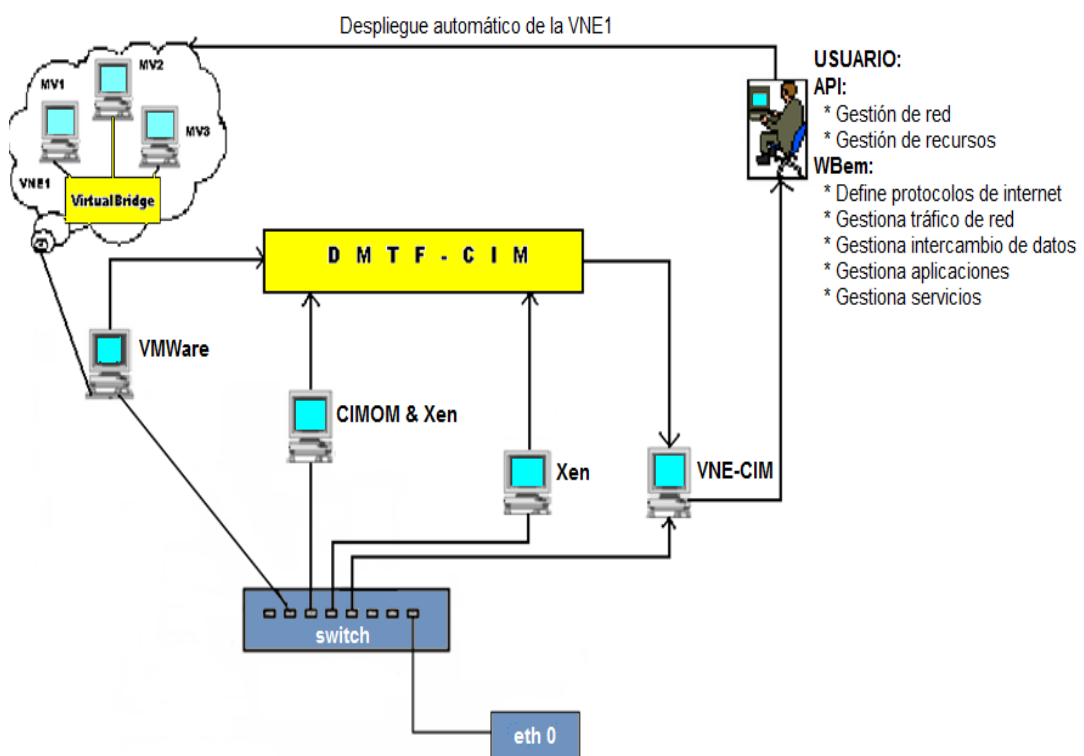 Despliegue automático de la VNE1
MV1
MV2
MV3
VNE1
VirtualBridge
USUARIO:
API:
* Gestión de red
* Gestión de recursos
WBem:
* Define protocolos de internet
* Gestiona tráfico de red
* Gestiona intercambio de datos
* Gestiona aplicaciones
* Gestiona servicios
DMTF-CIM
VMWare
CIMOM & Xen
Xen
VNE-CIM
switch
eth 0